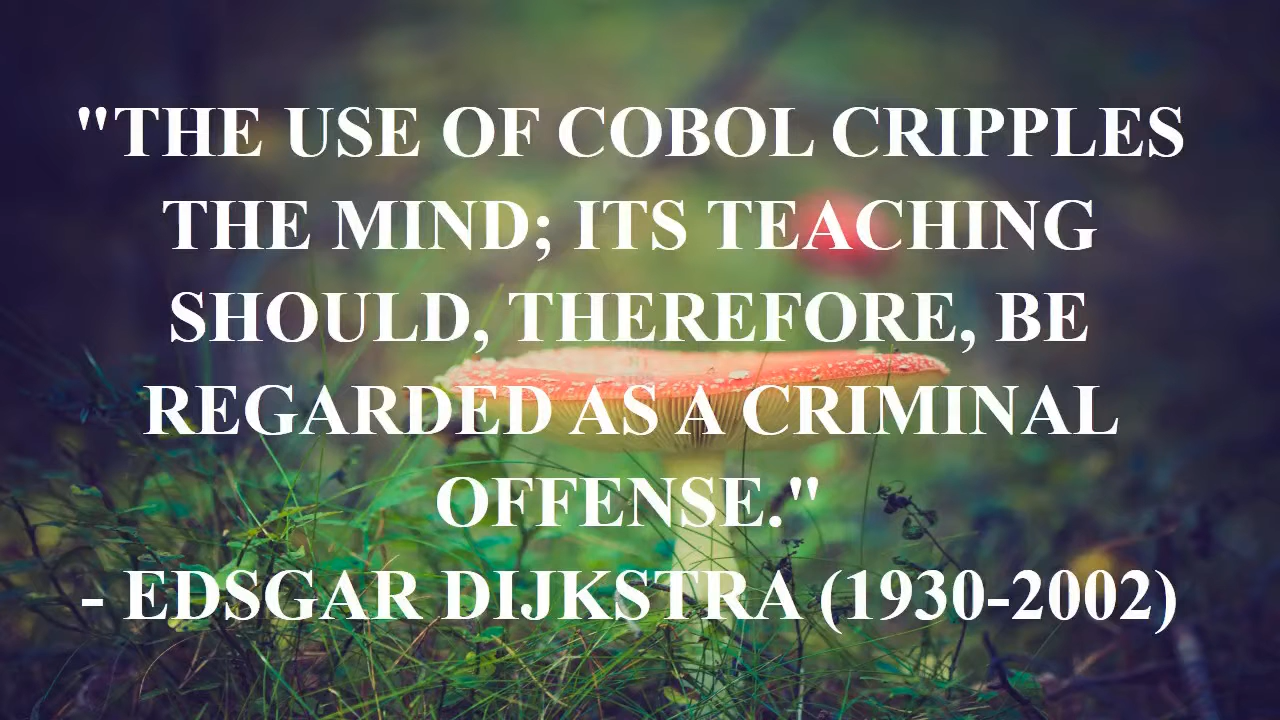 "THE USE OF COBOL CRIPPLES
THE MIND; ITS TEACHING
SHOULD, THEREFORE, BE
REGARDED AS A CRIMINAL
OFFENSE."
- EDSGAR DIJKSTRA (1930-2002)